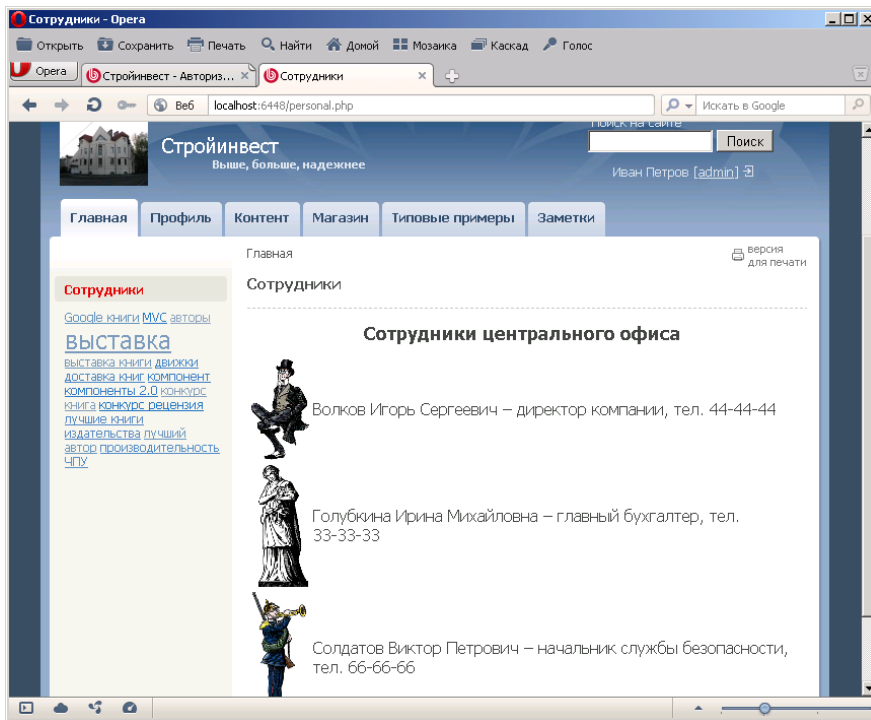 Сотрудники - Opera
Открыть Сохранить Печать Найти Домой Мозаика Каскад Голос
Opera Стройинвест - Авториз... Сотрудники
Веб localhost:6448/personal.php Искать в Google
Поиск на сайте
Стройинвест
Поиск
Выше, больше, надежнее
Иван Петров [admin]
Главная Профиль Контент Магазин Типовые примеры Заметки
Главная
версия
для печати
Сотрудники
Сотрудники
Google книги MVC авторы
выставка
выставка книги движки
доставка книг компонент
компоненты 2.0 конкурс
книга конкурс рецензия
лучшие книги
издательства лучший
автор производительность
ЧПУ
Сотрудники центрального офиса
Волков Игорь Сергеевич – директор компании, тел. 44-44-44
Голубкина Ирина Михайловна – главный бухгалтер, тел.
33-33-33
Солдатов Виктор Петрович – начальник службы безопасности,
тел. 66-66-66